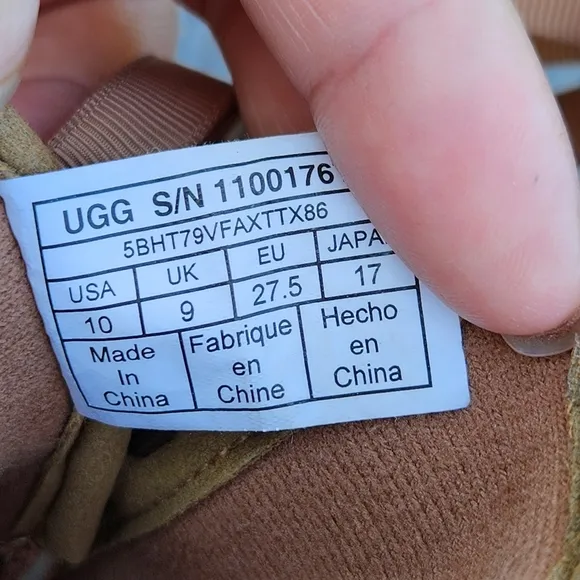 UGG S/N 1100176
5BHT79VFAXTTX86
USA UK EU JAPA
10 9 27.5 17
Made Fabrique Hecho
In en en
China Chine China